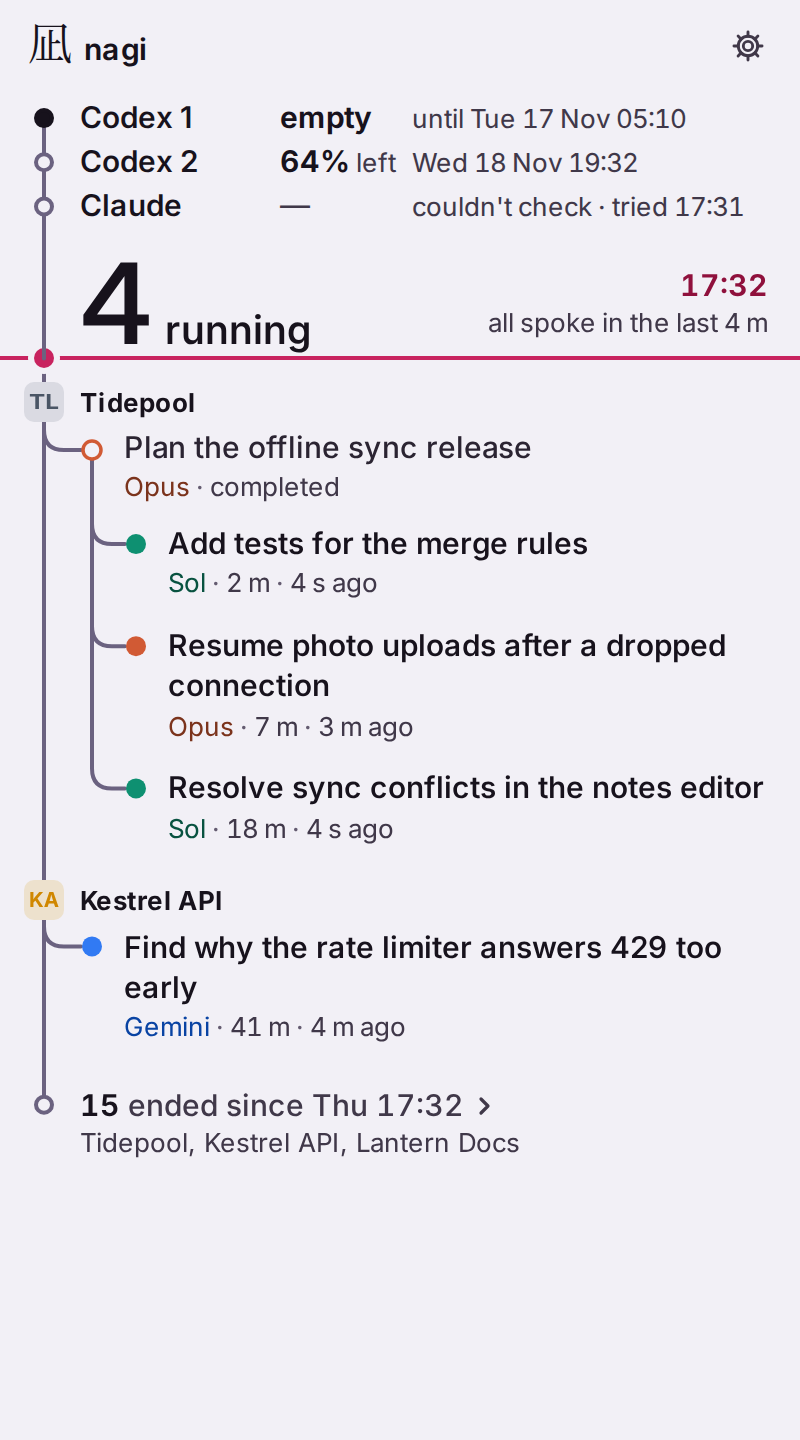 凪 nagi
Codex 1 empty until Tue 17 Nov 05:10
Codex 2 64% left Wed 18 Nov 19:32
Claude — couldn't check · tried 17:31
17:32
4 running all spoke in the last 4 m
TL Tidepool
Plan the offline sync release
Opus · completed
Add tests for the merge rules
Sol · 2 m · 4 s ago
Resume photo uploads after a dropped
connection
Opus · 7 m · 3 m ago
Resolve sync conflicts in the notes editor
Sol · 18 m · 4 s ago
KA Kestrel API
Find why the rate limiter answers 429 too
early
Gemini · 41 m · 4 m ago
15 ended since Thu 17:32
Tidepool, Kestrel API, Lantern Docs